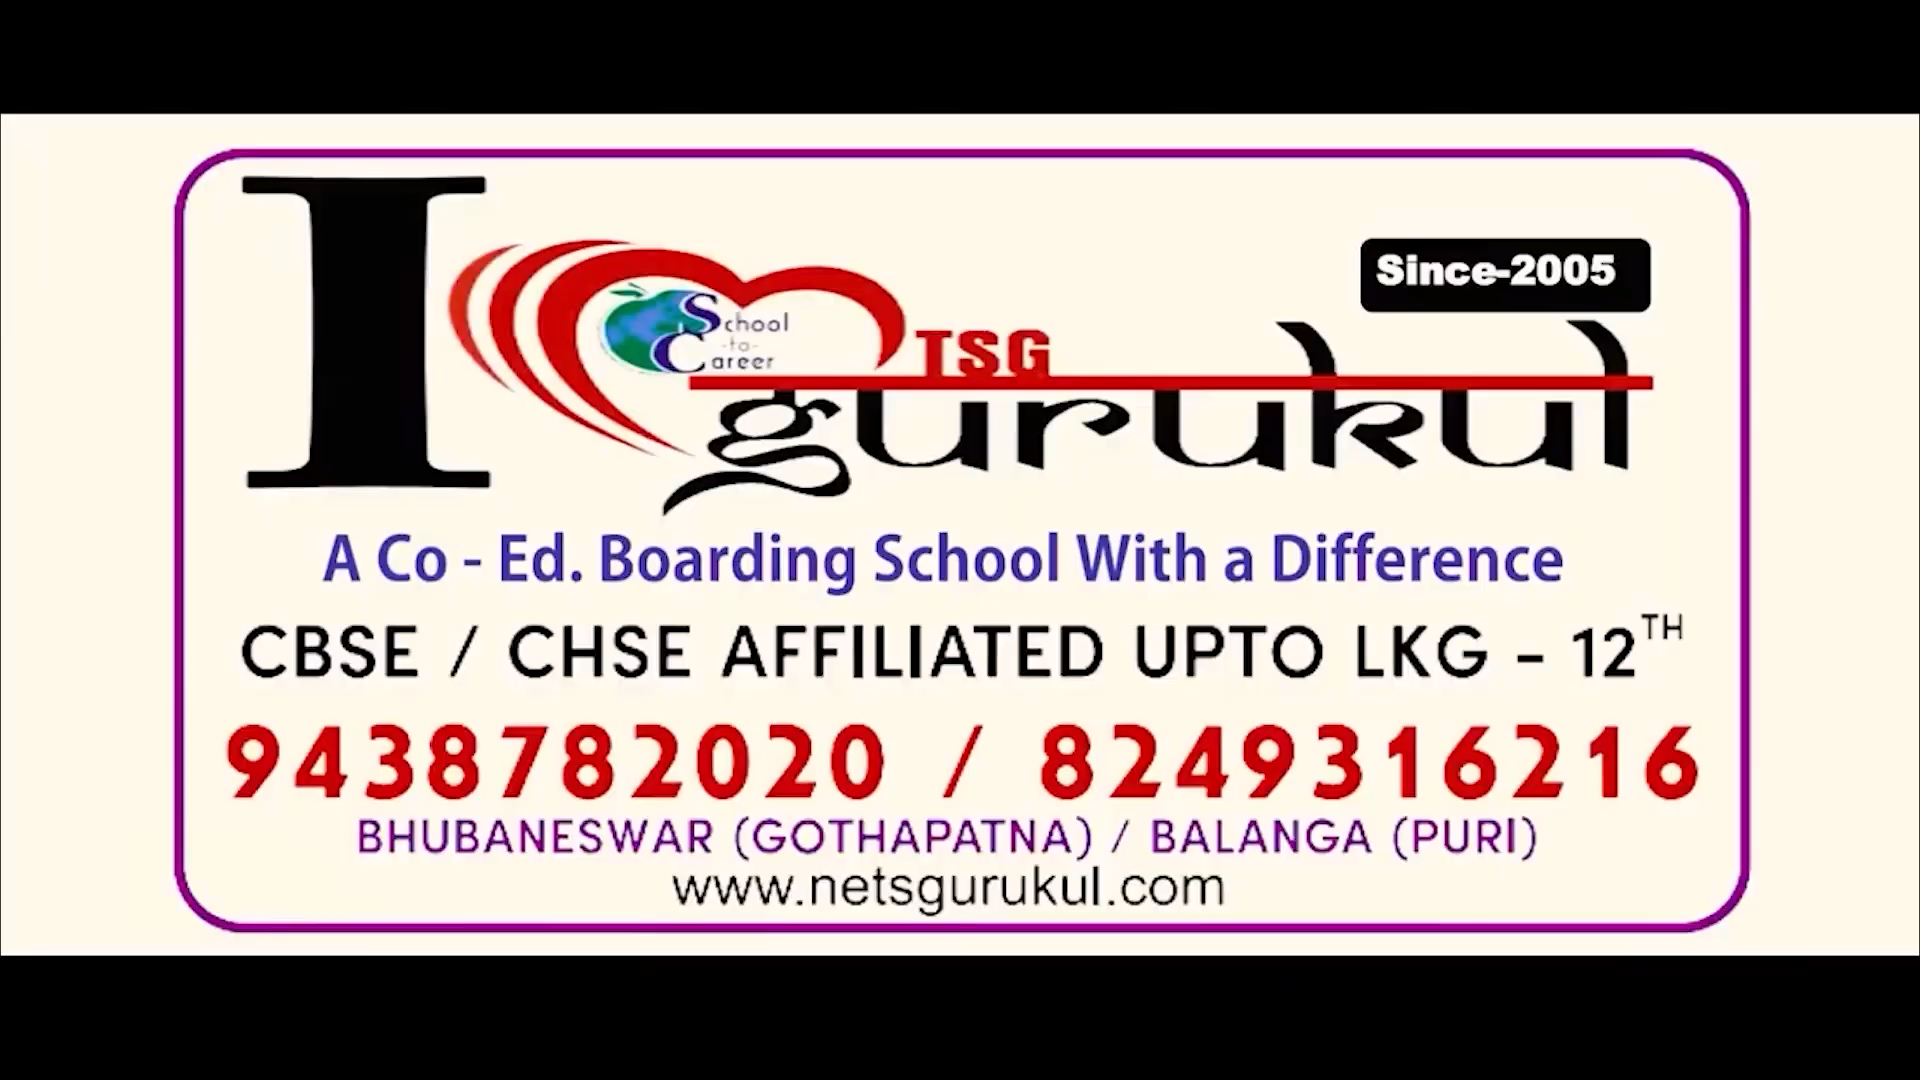 Since-2005
I
School
-to-
Career
TSG
gurukul
A Co - Ed. Boarding School With a Difference
CBSE / CHSE AFFILIATED UPTO LKG - 12TH
9438782020 / 8249316216
BHUBANESWAR (GOTHAPATNA) / BALANGA (PURI)
www.netsgurukul.com